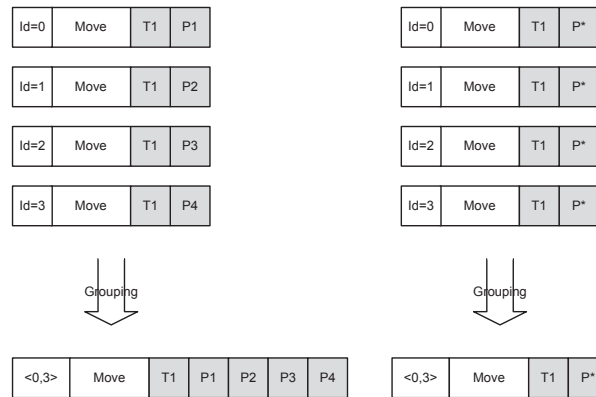 Id=0 Move T1 P1
Id=0 Move T1 P*
Id=1 Move T1 P2
Id=1 Move T1 P*
Id=2 Move T1 P3
Id=2 Move T1 P*
Id=3 Move T1 P4
Id=3 Move T1 P*
Grouping
Grouping
<0,3> Move T1 P1 P2 P3 P4
<0,3> Move T1 P*